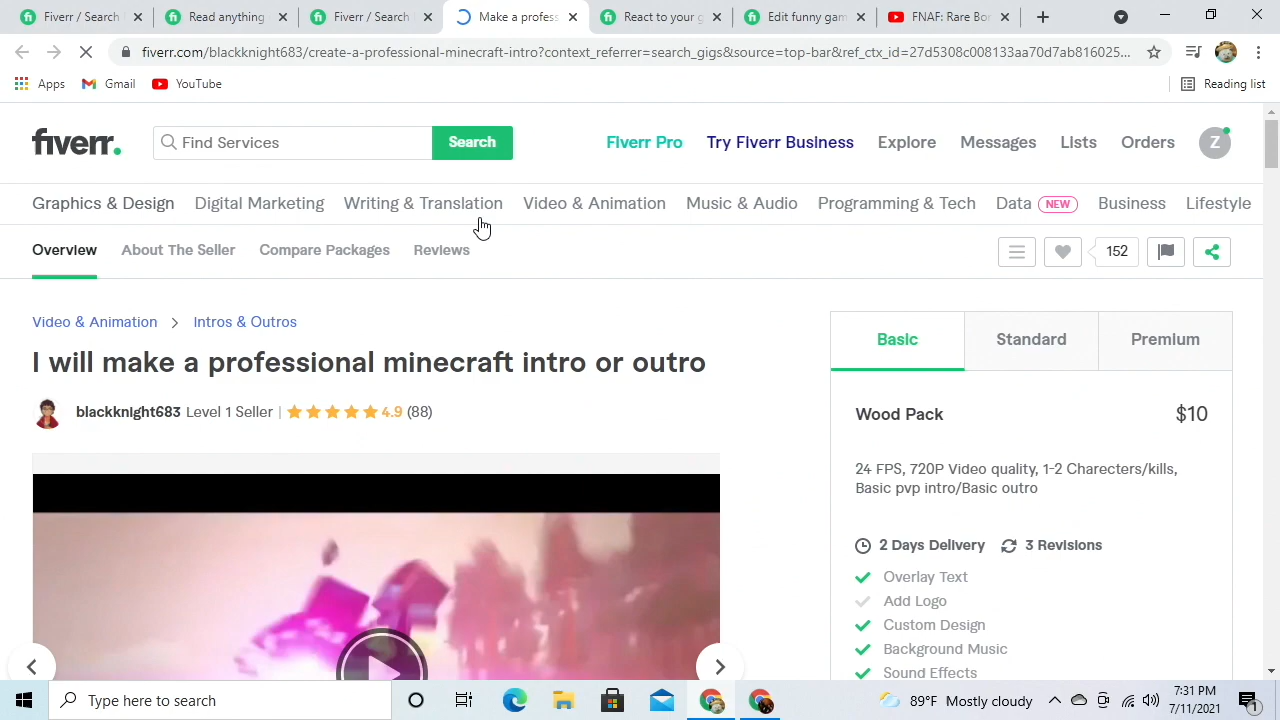 Fiverr / Search
Read anything
Fiverr / Search
Make a profess
React to your g
Edit funny gam
FNAF: Rare Bo
fiverr.com/blackknight683/create-a-professional-minecraft-intro?context_referrer=search_gigs&source=top-bar&ref_ctx_id=27d5308c008133aa70d7ab816025...
Apps Gmail YouTube Reading list
fiverr. Find Services Search Fiverr Pro Try Fiverr Business Explore Messages Lists Orders Z
Graphics & Design Digital Marketing Writing & Translation Video & Animation Music & Audio Programming & Tech Data NEW Business Lifestyle
Overview About The Seller Compare Packages Reviews 152
Video & Animation Intros & Outros
I will make a professional minecraft intro or outro
blackknight683 Level 1 Seller | 4.9 (88)
Basic Standard Premium
Wood Pack $10
24 FPS, 720P Video quality, 1-2 Charecters/kills,
Basic pvp intro/Basic outro
2 Days Delivery 3 Revisions
Overlay Text
Add Logo
Custom Design
Background Music
Sound Effects
Type here to search 89°F Mostly cloudy 7:31 PM
7/11/2021 1